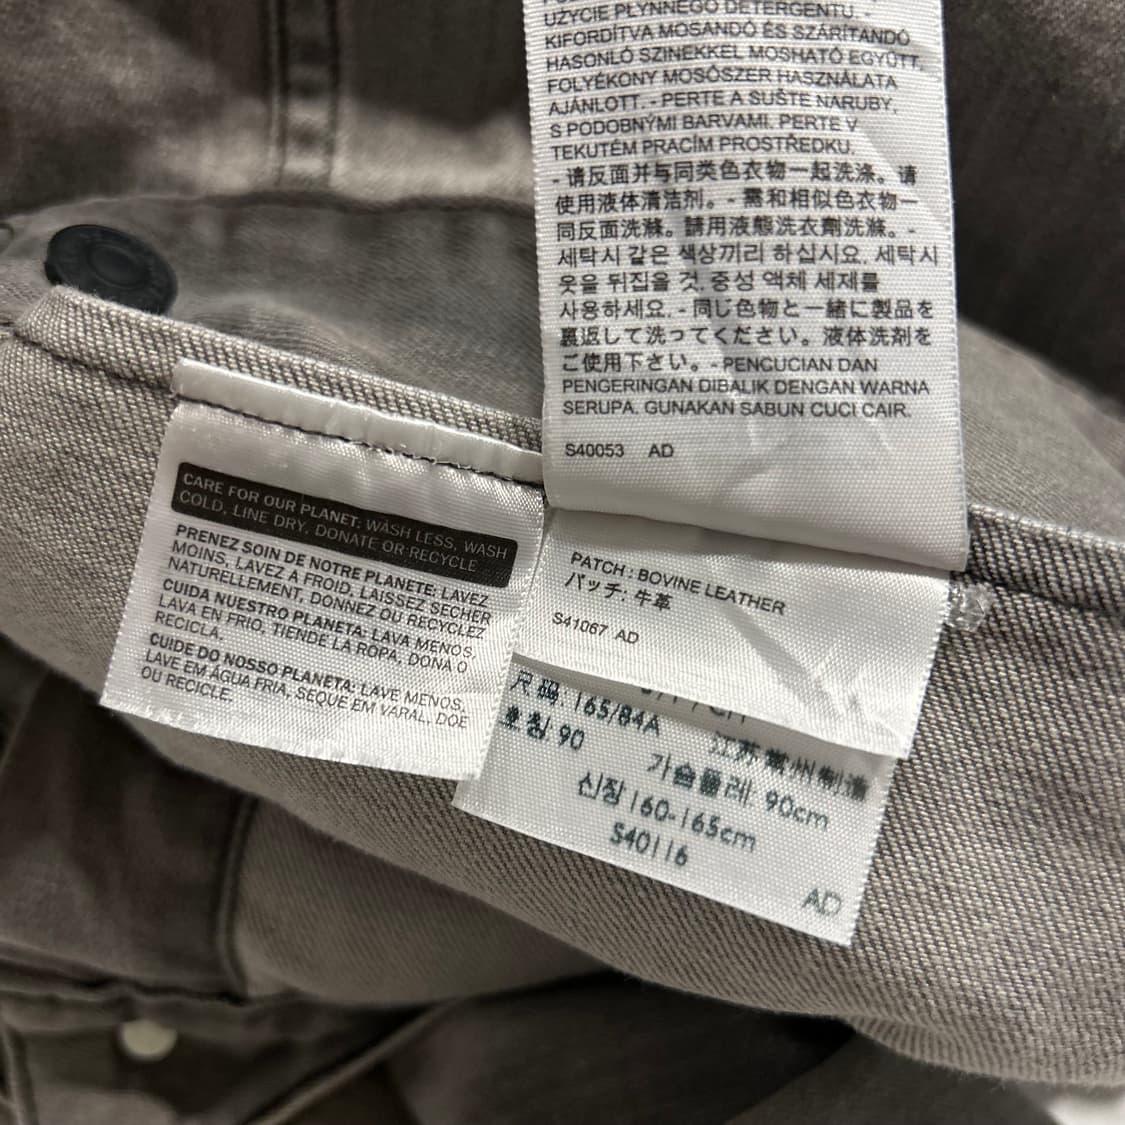 UŻYCIE PŁYNNEGO DETERGENTU. -
KIFORDÍTVA MOSANDÓ ÉS SZÁRÍTANDÓ
HASONLÓ SZINEKKEL MOSHATÓ EGYÜTT,
FOLYÉKONY MOSÓSZER HASZNÁLATA
AJÁNLOTT. - PERTE A SUŠTE NARUBY,
S PODOBNÝMI BARVAMI. PERTE V
TEKUTÉM PRACÍM PROSTŘEDKU.
- 请反面并与同类色衣物一起洗涤。请
使用液体清洁剂。- 需和相似色衣物一
同反面洗滌。請用液態洗衣劑洗滌。-
세탁시 같은 색상끼리 하십시요. 세탁시
옷을 뒤집을 것. 중성 액체 세제를
사용하세요. - 同じ色物と一緒に製品を
裏返して洗ってください。液体洗剤を
ご使用下さい。- PENCUCIAN DAN
PENGERINGAN DIBALIK DENGAN WARNA
SERUPA. GUNAKAN SABUN CUCI CAIR.
S40053 AD
CARE FOR OUR PLANET: WASH LESS, WASH
COLD, LINE DRY, DONATE OR RECYCLE
PRENEZ SOIN DE NOTRE PLANETE: LAVEZ
MOINS, LAVEZ A FROID, LAISSEZ SECHER
NATURELLEMENT, DONNEZ OU RECYCLEZ
CUIDA NUESTRO PLANETA: LAVA MENOS,
LAVA EN FRIO, TIENDE LA ROPA, DONA O
RECICLA.
CUIDE DO NOSSO PLANETA: LAVE MENOS,
LAVE EM ÁGUA FRIA, SEQUE EM VARAL, DOE
OU RECICLE.
PATCH : BOVINE LEATHER
パッチ: 牛革
S41067 AD
尺码: 165/84A 江苏常州制造
호칭 90
가슴둘레 90cm
신장 160-165cm
S40116
AD